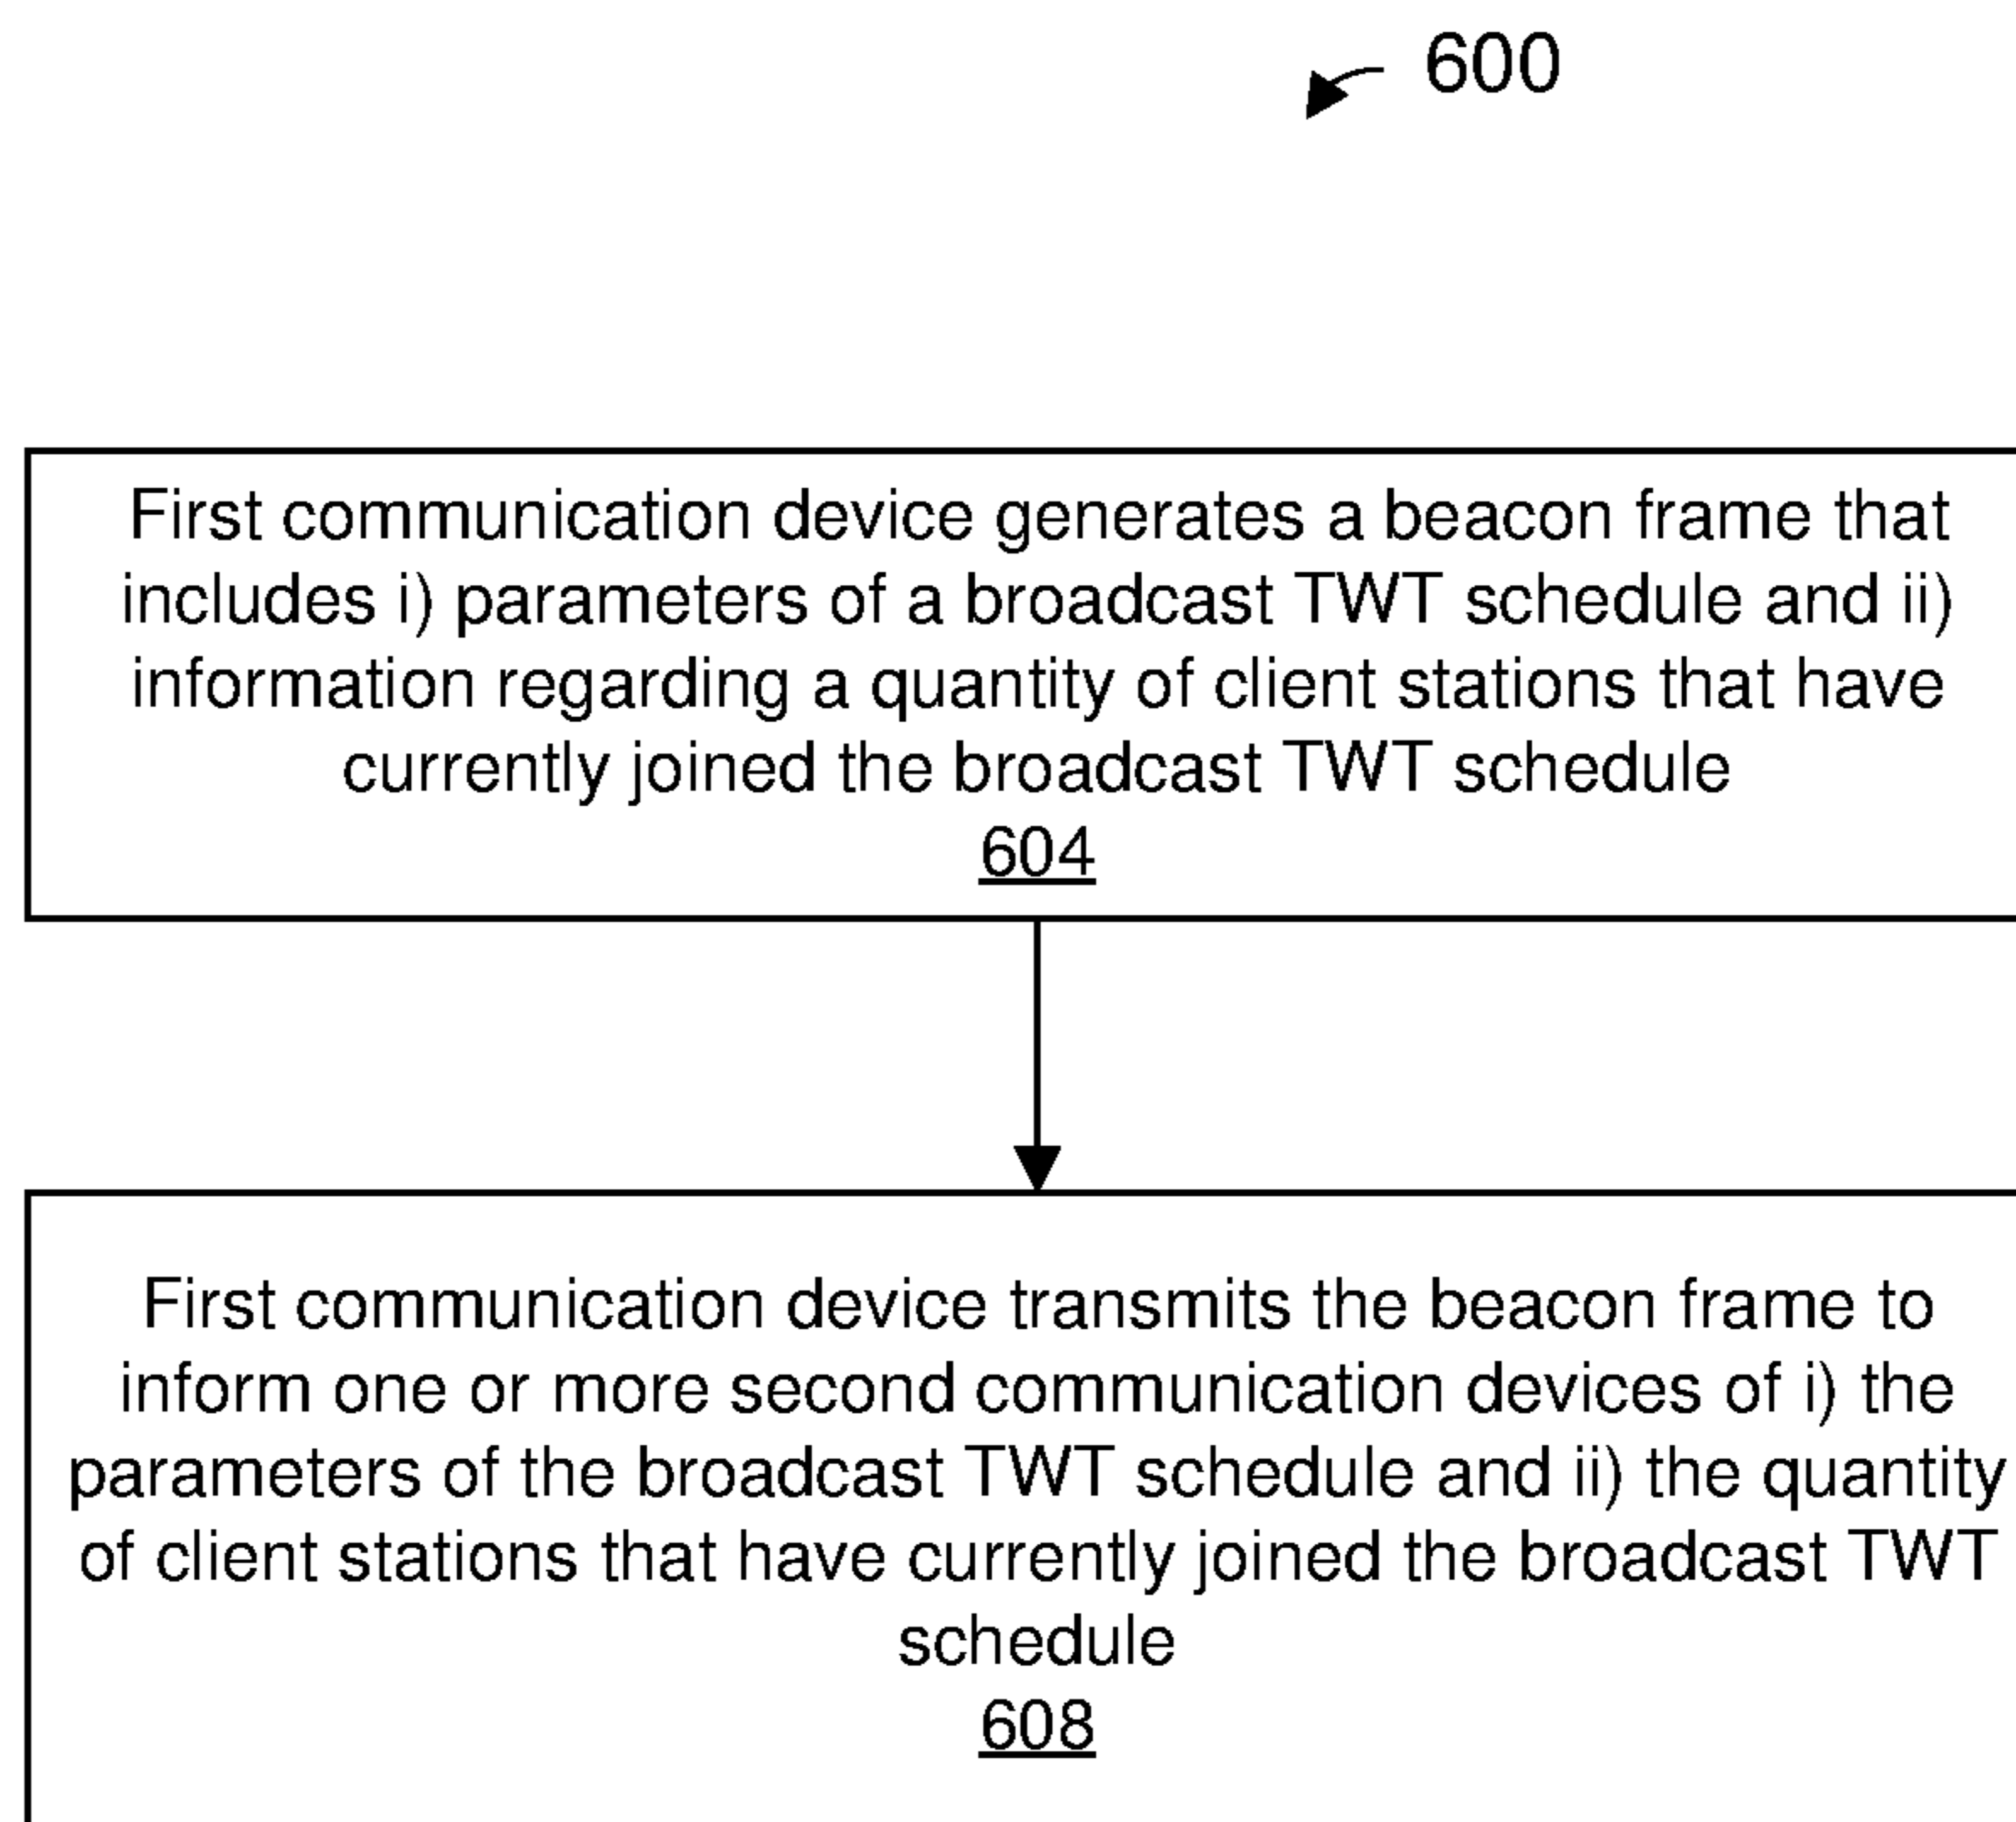 600
First communication device generates a beacon frame that
includes i) parameters of a broadcast TWT schedule and ii)
information regarding a quantity of client stations that have
currently joined the broadcast TWT schedule
604
First communication device transmits the beacon frame to
inform one or more second communication devices of i) the
parameters of the broadcast TWT schedule and ii) the quantity
of client stations that have currently joined the broadcast TWT
schedule
608